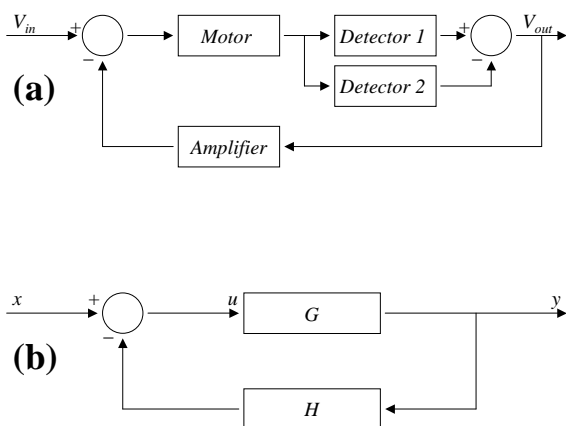 V_in + − Motor Detector 1 + − V_out
Detector 2
(a)
Amplifier
x + − u G y
(b)
H